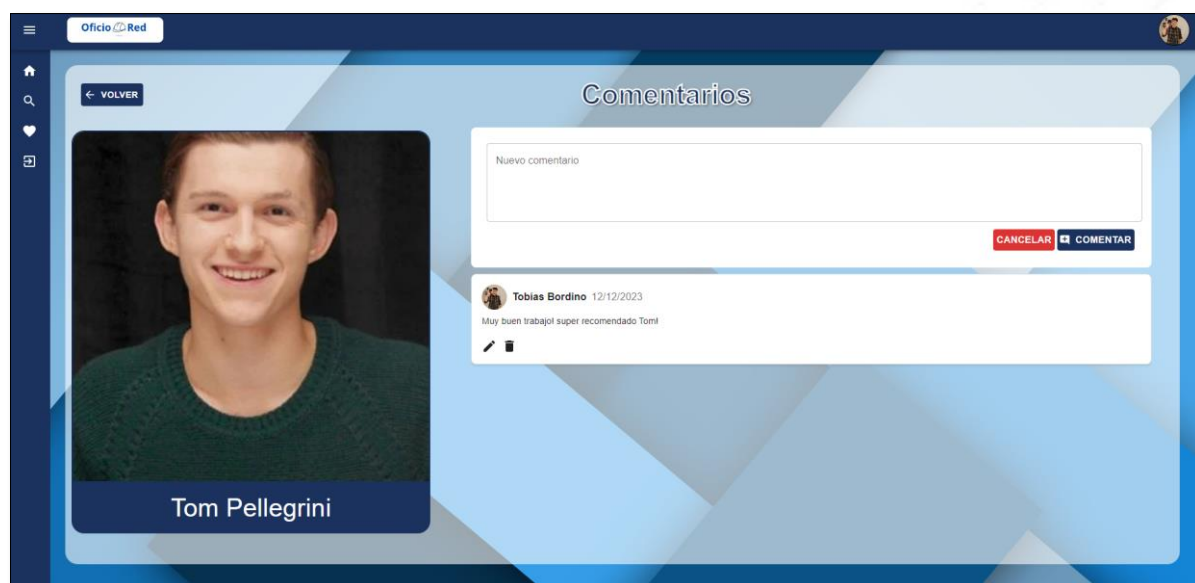 Oficio Red
VOLVER
Comentarios
Nuevo comentario
CANCELAR COMENTAR
Tobias Bordino 12/12/2023
Muy buen trabajo! super recomendado Tom!
Tom Pellegrini